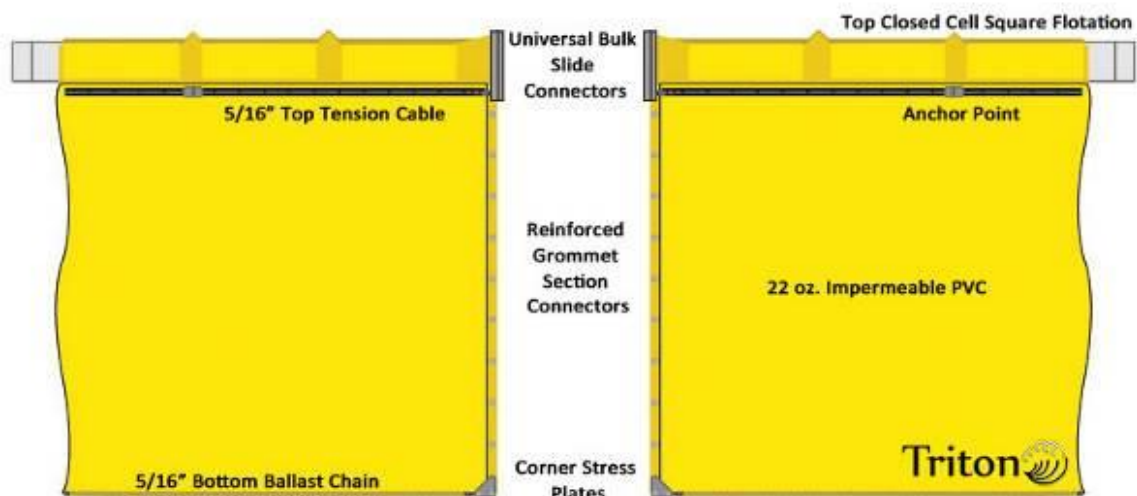 Top Closed Cell Square Flotation
Universal Bulk
Slide
Connectors
5/16” Top Tension Cable
Anchor Point
Reinforced
Grommet
Section
Connectors
22 oz. Impermeable PVC
Triton
5/16” Bottom Ballast Chain
Corner Stress
Plates